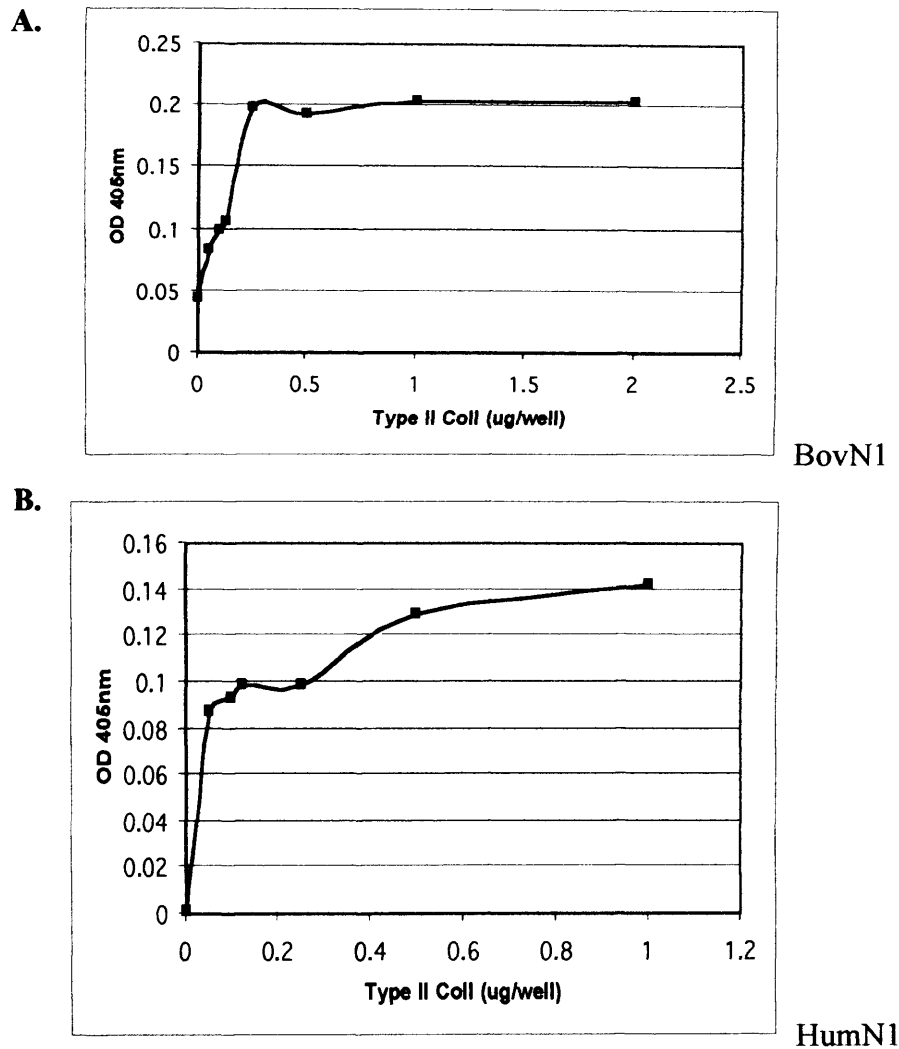 A.
0.25
0.2
0.15
0.1
0.05
0
OD 405nm
0 0.5 1 1.5 2 2.5
Type II Coll (ug/well)
BovN1
B.
0.16
0.14
0.12
0.1
0.08
0.06
0.04
0.02
0
OD 405nm
0 0.2 0.4 0.6 0.8 1 1.2
Type II Coll (ug/well)
HumN1